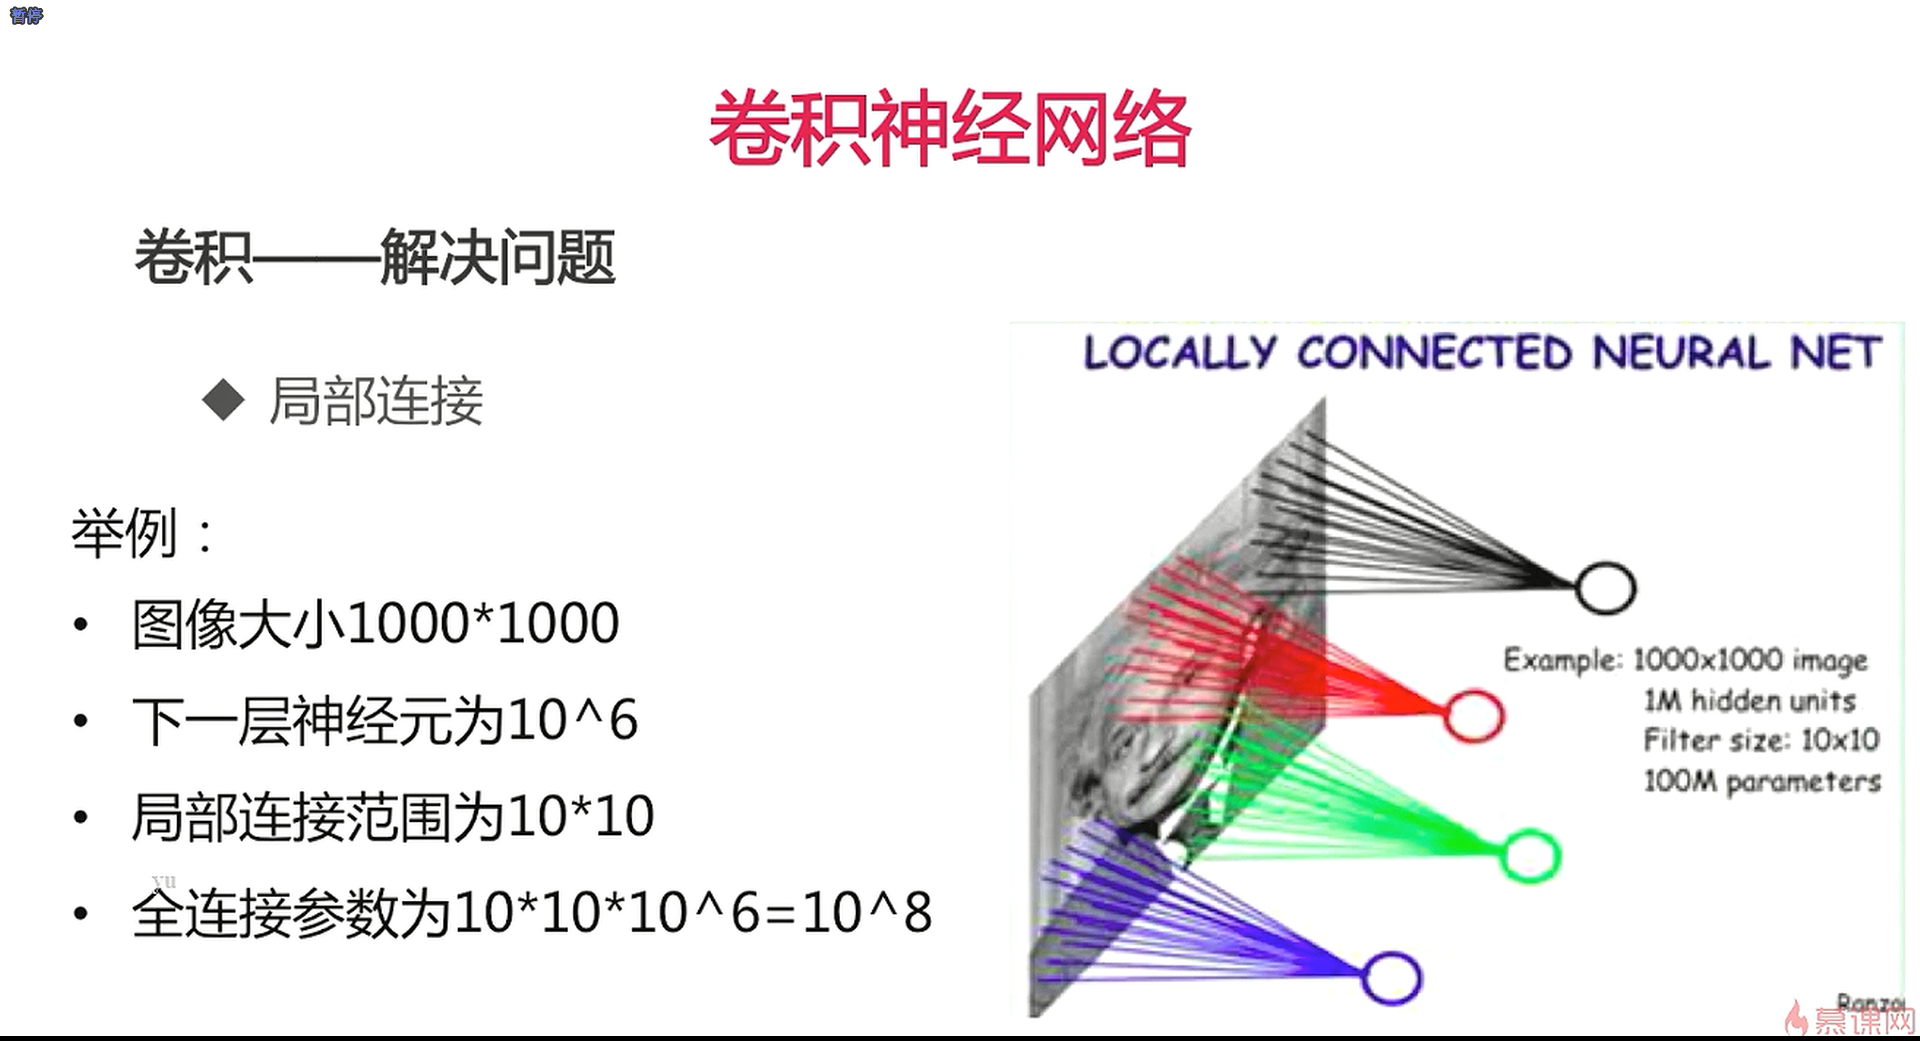 暂停
卷积神经网络
卷积——解决问题
◆ 局部连接
举例：
• 图像大小1000*1000
• 下一层神经元为10^6
• 局部连接范围为10*10
yu
• 全连接参数为10*10*10^6=10^8
LOCALLY CONNECTED NEURAL NET
Example: 1000x1000 image
1M hidden units
Filter size: 10x10
100M parameters
慕课网